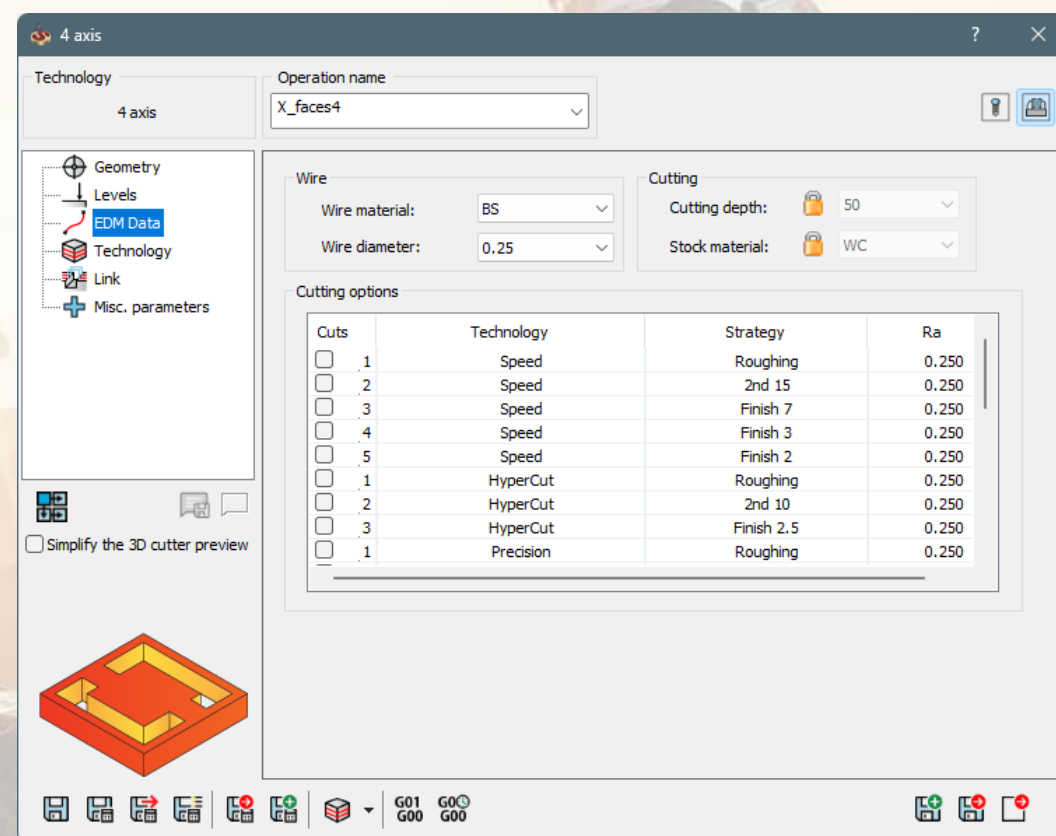 4 axis
?
Technology
4 axis
Operation name
X_faces4
Geometry
Levels
EDM Data
Technology
Link
Misc. parameters
Simplify the 3D cutter preview
Wire
Wire material: BS
Wire diameter: 0.25
Cutting
Cutting depth: 50
Stock material: WC
Cutting options
Cuts Technology Strategy Ra
1 Speed Roughing 0.250
2 Speed 2nd 15 0.250
3 Speed Finish 7 0.250
4 Speed Finish 3 0.250
5 Speed Finish 2 0.250
1 HyperCut Roughing 0.250
2 HyperCut 2nd 10 0.250
3 HyperCut Finish 2.5 0.250
1 Precision Roughing 0.250
G01 G00
G00 G00